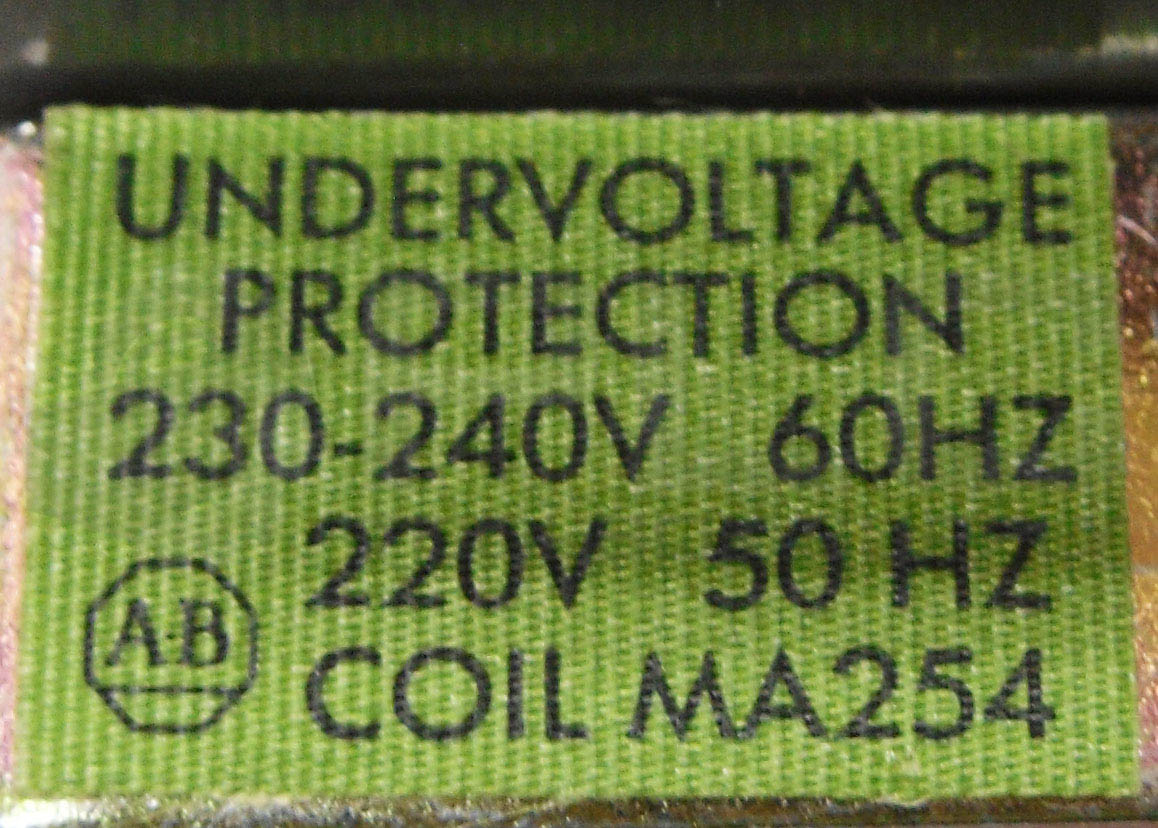 UNDERVOLTAGE
PROTECTION
230-240V 60HZ
220V 50 HZ
A-B
COIL MA254